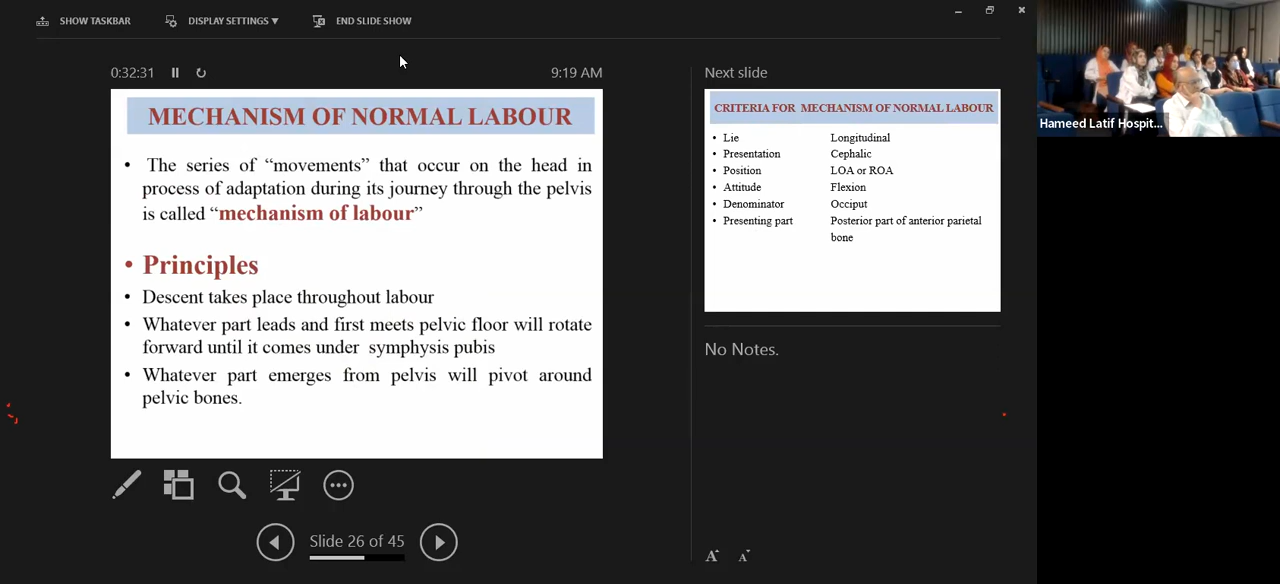 SHOW TASKBAR
DISPLAY SETTINGS ▼
END SLIDE SHOW
0:32:31
9:19 AM
MECHANISM OF NORMAL LABOUR
• The series of “movements” that occur on the head in
process of adaptation during its journey through the pelvis
is called “mechanism of labour”
• Principles
• Descent takes place throughout labour
• Whatever part leads and first meets pelvic floor will rotate
forward until it comes under symphysis pubis
• Whatever part emerges from pelvis will pivot around
pelvic bones.
Slide 26 of 45
Next slide
CRITERIA FOR MECHANISM OF NORMAL LABOUR
• Lie Longitudinal
• Presentation Cephalic
• Position LOA or ROA
• Attitude Flexion
• Denominator Occiput
• Presenting part Posterior part of anterior parietal
bone
No Notes.
A A
Hameed Latif Hospit...